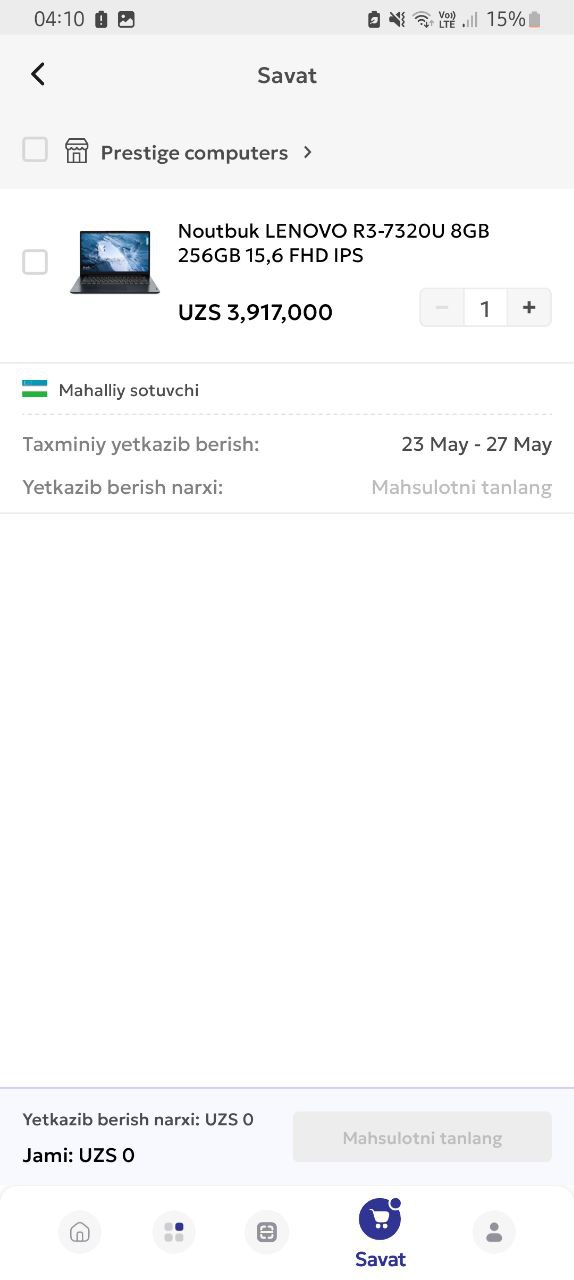 04:10 15%
Vo))
LTE
Savat
Prestige computers
Noutbuk LENOVO R3-7320U 8GB
256GB 15,6 FHD IPS
UZS 3,917,000
− 1 +
Mahalliy sotuvchi
Taxminiy yetkazib berish: 23 May - 27 May
Yetkazib berish narxi: Mahsulotni tanlang
Yetkazib berish narxi: UZS 0
Jami: UZS 0
Mahsulotni tanlang
Savat